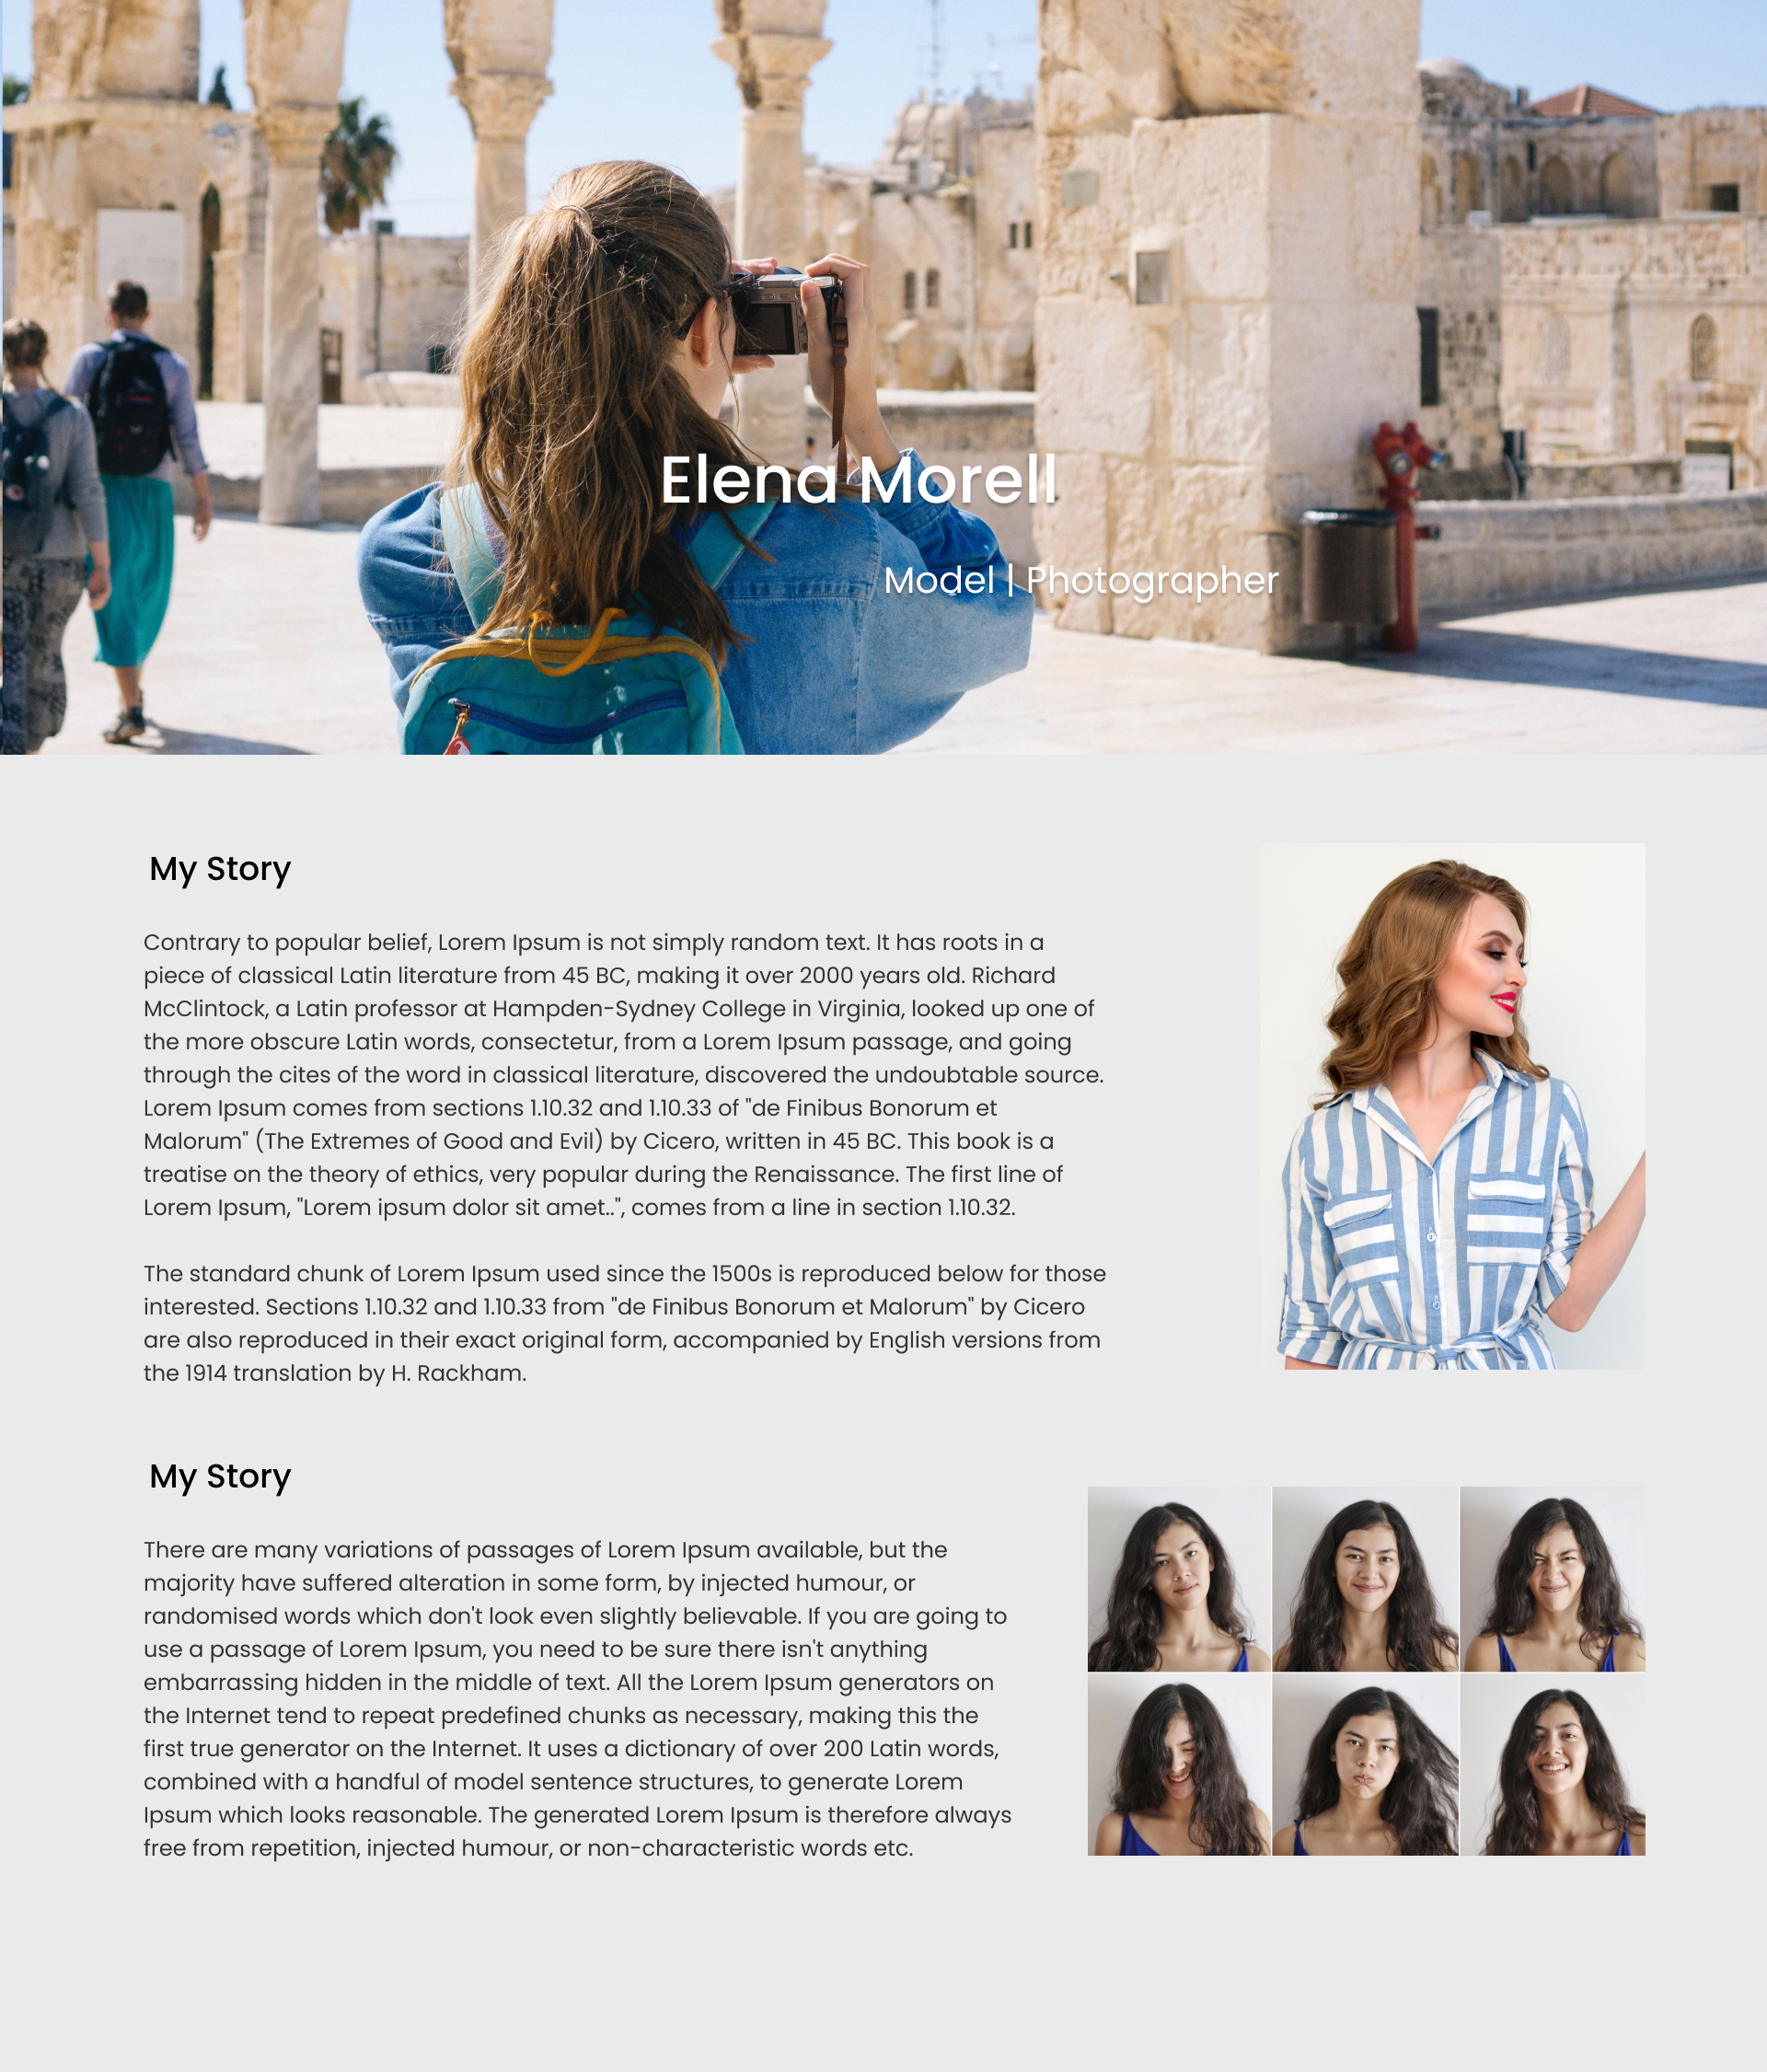 Elena Morell
Model | Photographer
My Story
Contrary to popular belief, Lorem Ipsum is not simply random text. It has roots in a
piece of classical Latin literature from 45 BC, making it over 2000 years old. Richard
McClintock, a Latin professor at Hampden-Sydney College in Virginia, looked up one of
the more obscure Latin words, consectetur, from a Lorem Ipsum passage, and going
through the cites of the word in classical literature, discovered the undoubtable source.
Lorem Ipsum comes from sections 1.10.32 and 1.10.33 of "de Finibus Bonorum et
Malorum" (The Extremes of Good and Evil) by Cicero, written in 45 BC. This book is a
treatise on the theory of ethics, very popular during the Renaissance. The first line of
Lorem Ipsum, "Lorem ipsum dolor sit amet..", comes from a line in section 1.10.32.
The standard chunk of Lorem Ipsum used since the 1500s is reproduced below for those
interested. Sections 1.10.32 and 1.10.33 from "de Finibus Bonorum et Malorum" by Cicero
are also reproduced in their exact original form, accompanied by English versions from
the 1914 translation by H. Rackham.
My Story
There are many variations of passages of Lorem Ipsum available, but the
majority have suffered alteration in some form, by injected humour, or
randomised words which don't look even slightly believable. If you are going to
use a passage of Lorem Ipsum, you need to be sure there isn't anything
embarrassing hidden in the middle of text. All the Lorem Ipsum generators on
the Internet tend to repeat predefined chunks as necessary, making this the
first true generator on the Internet. It uses a dictionary of over 200 Latin words,
combined with a handful of model sentence structures, to generate Lorem
Ipsum which looks reasonable. The generated Lorem Ipsum is therefore always
free from repetition, injected humour, or non-characteristic words etc.